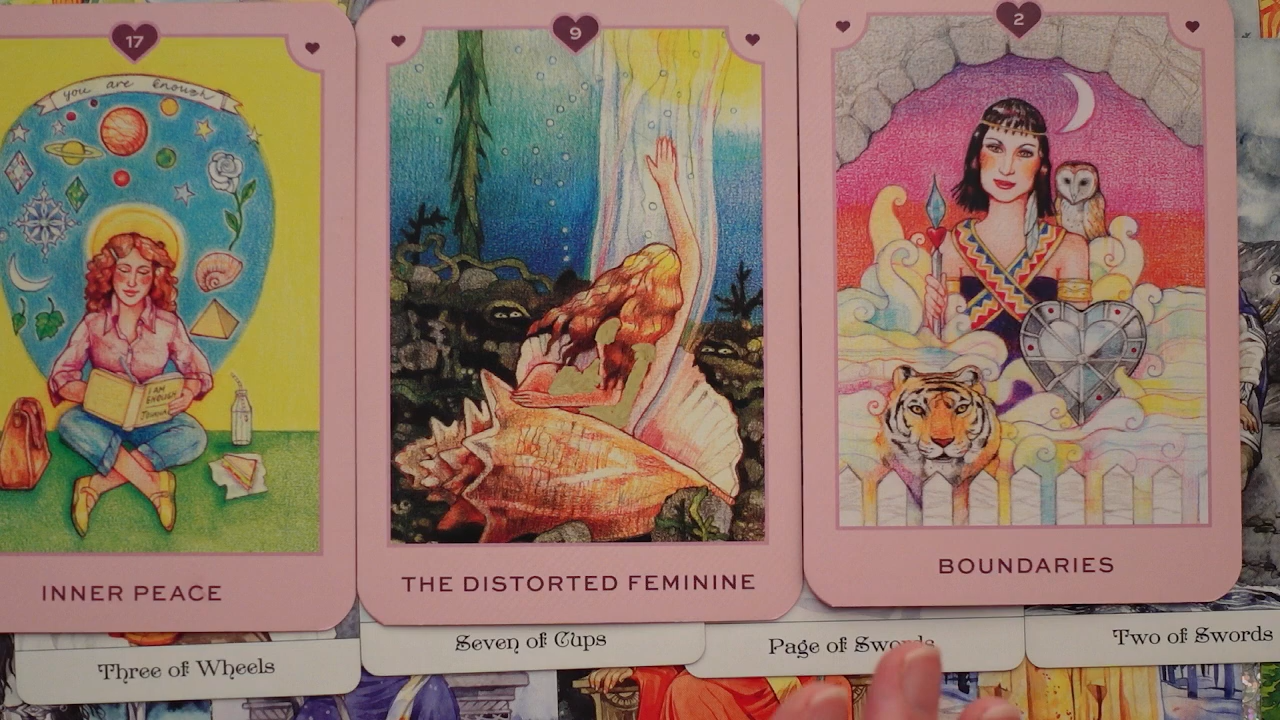 17
you are enough
I AM
ENOUGH
JOURNAL
INNER PEACE
9
THE DISTORTED FEMININE
2
BOUNDARIES
Three of Wheels
Seven of Cups
Page of Swords
Two of Swords